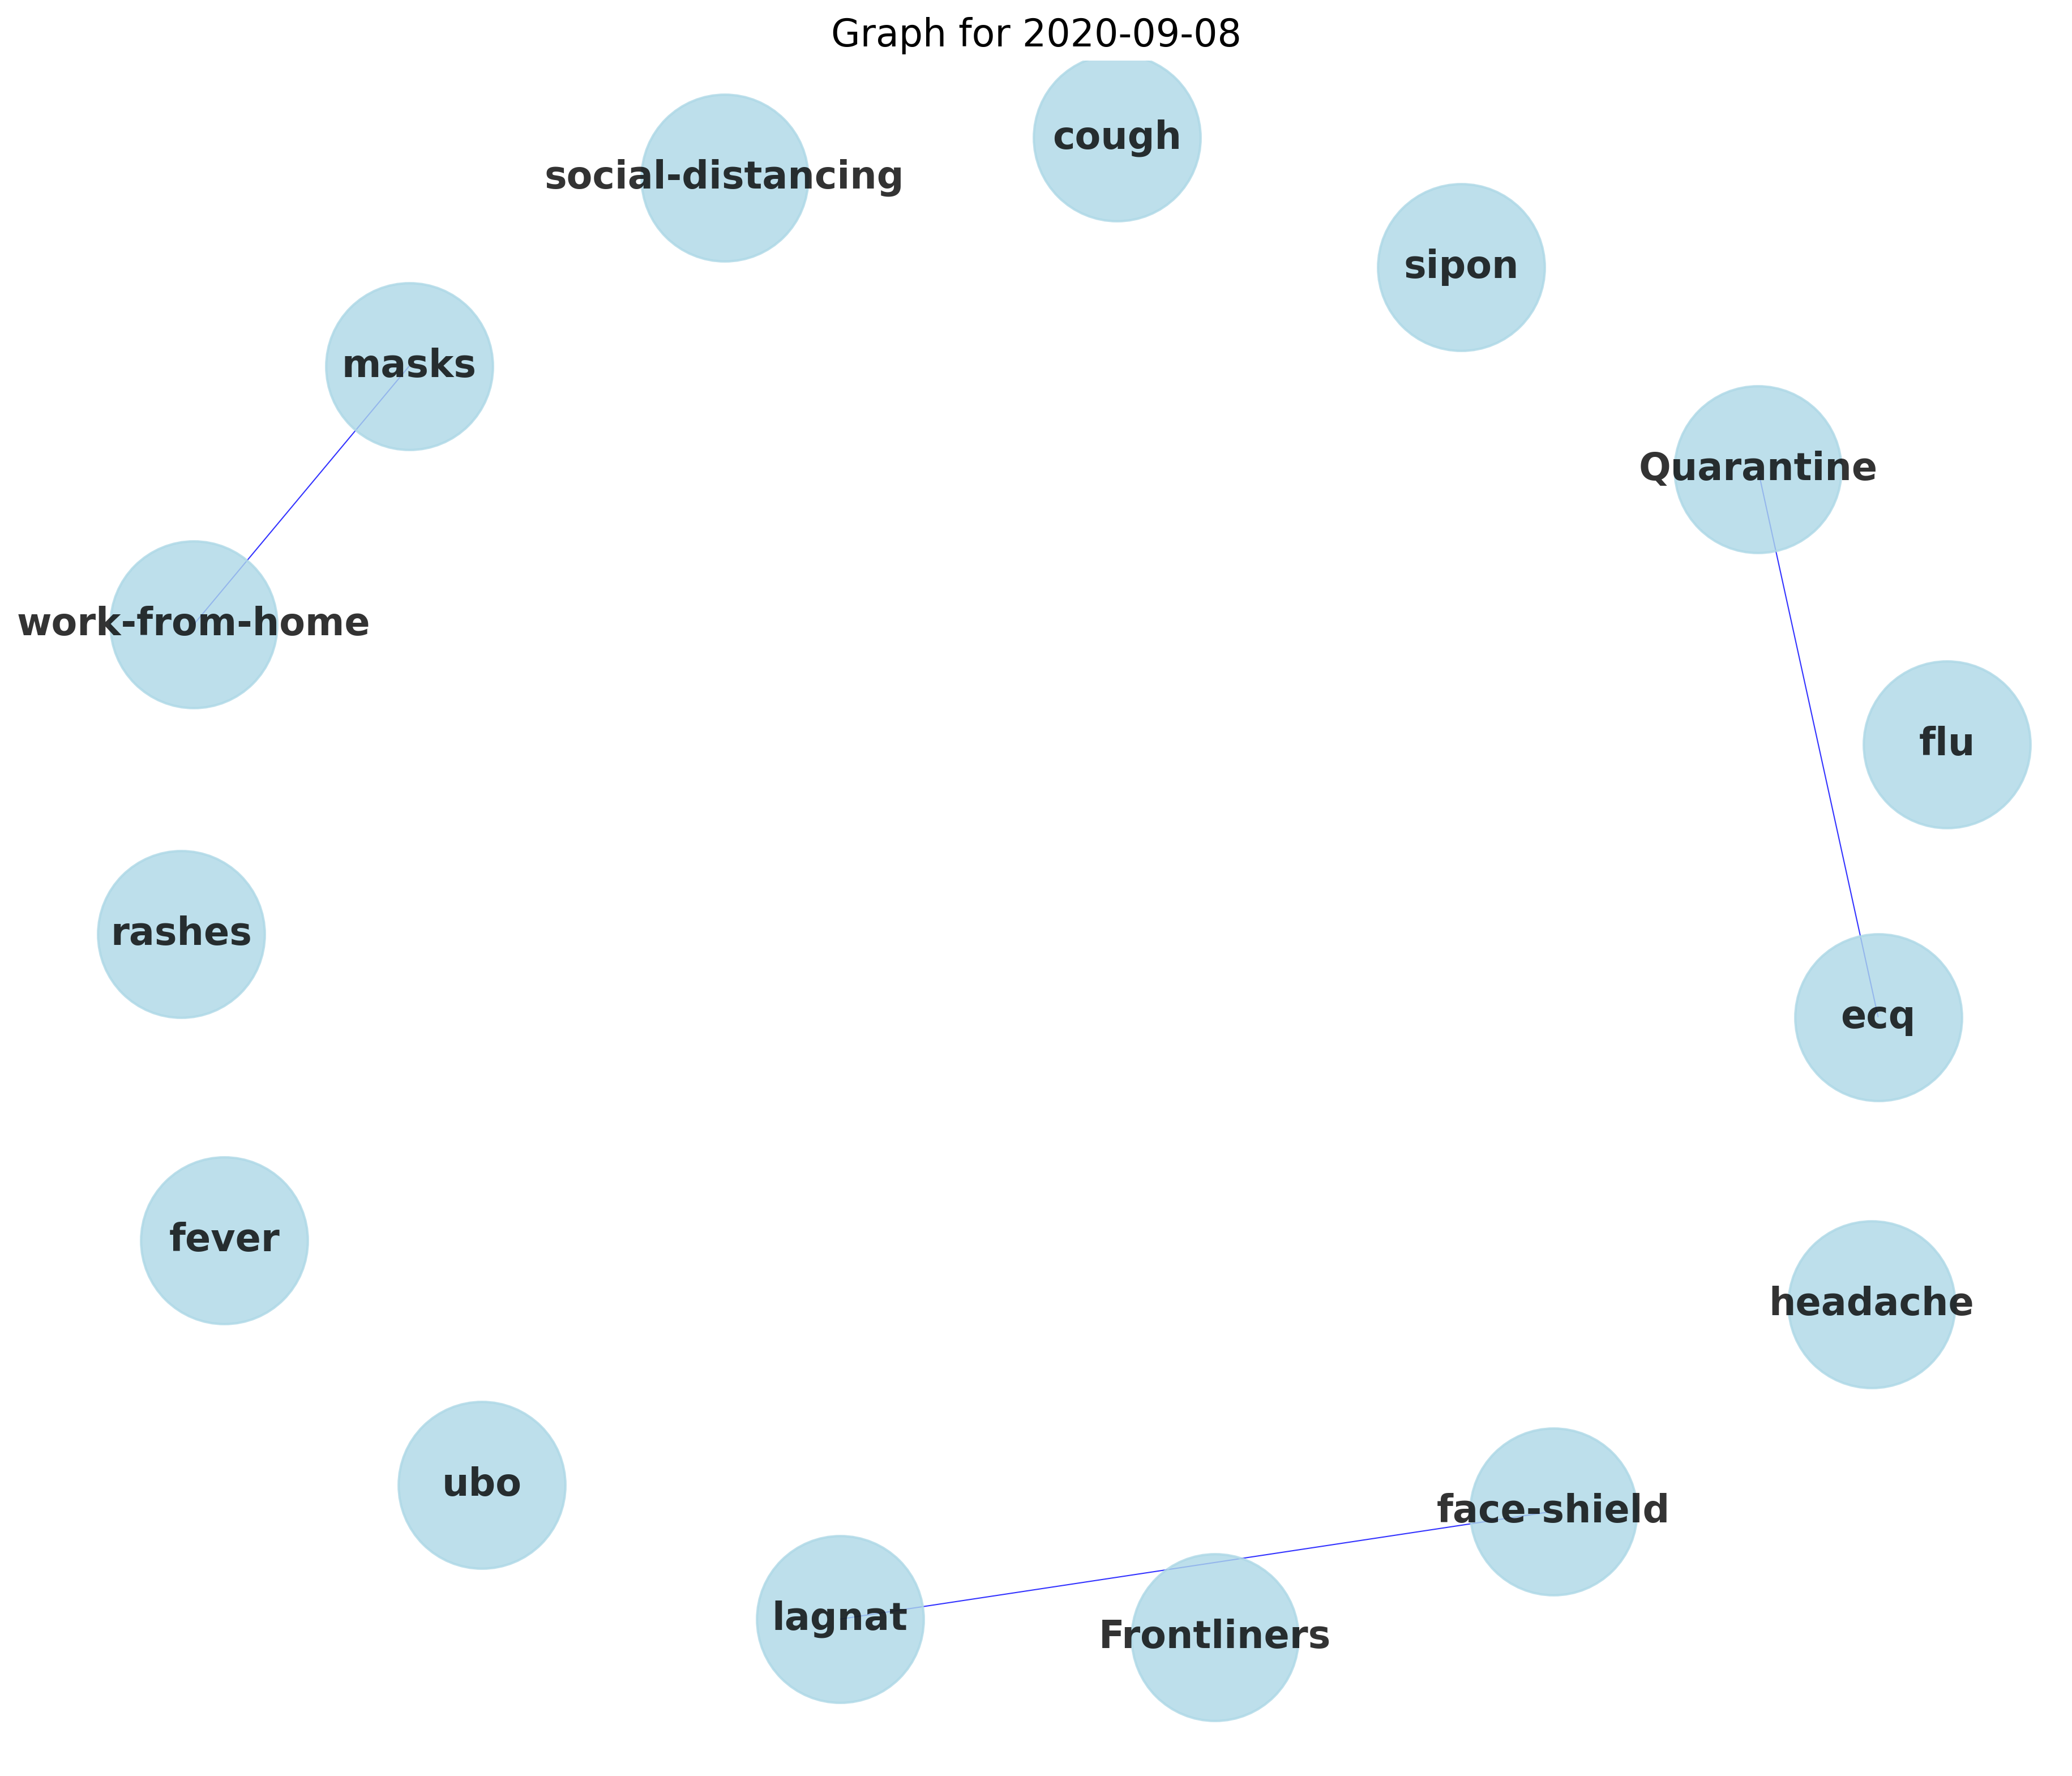 Graph for 2020-09-08
cough
social-distancing
sipon
masks
Quarantine
work-from-home
flu
rashes
ecq
fever
headache
ubo
face-shield
lagnat
Frontliners